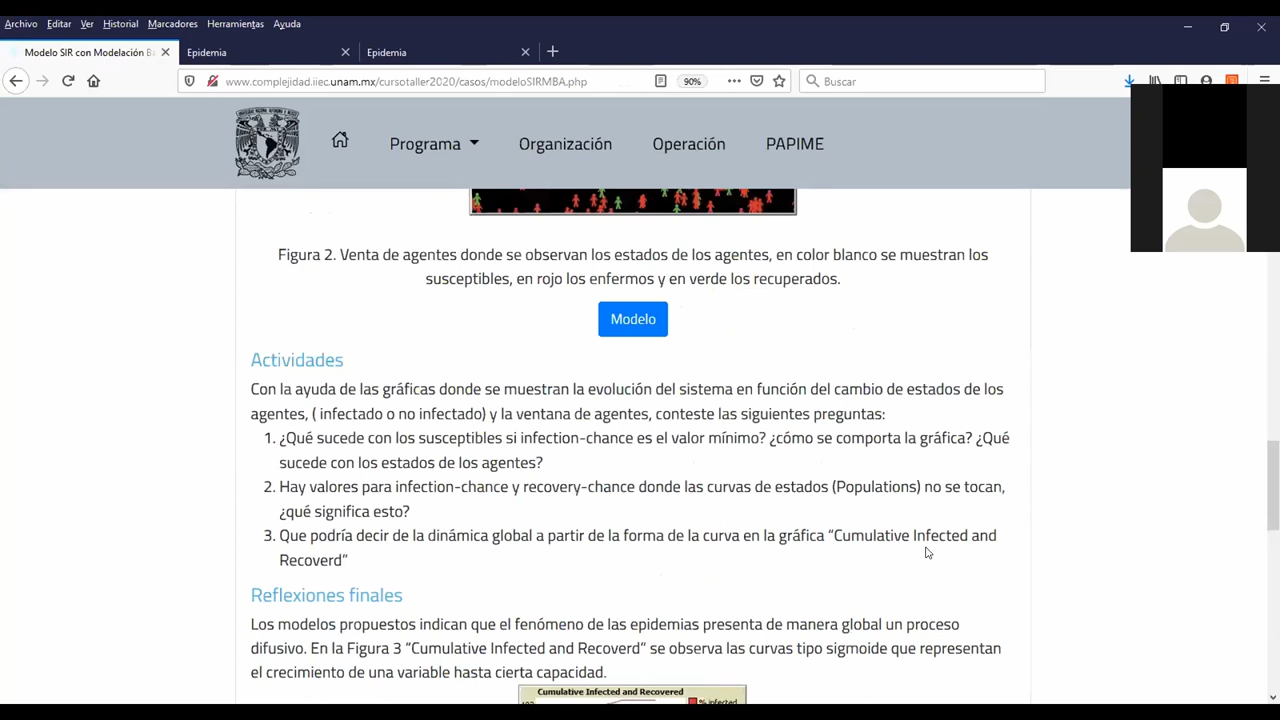 Archivo Editar Ver Historial Marcadores Herramientas Ayuda
Modelo SIR con Modelación Ba
Epidemia
Epidemia
www.complejidad.iiec.unam.mx/cursotaller2020/casos/modeloSIRMBA.php
90%
Buscar
Programa
Organización
Operación
PAPIME
Figura 2. Venta de agentes donde se observan los estados de los agentes, en color blanco se muestran los
susceptibles, en rojo los enfermos y en verde los recuperados.
Modelo
Actividades
Con la ayuda de las gráficas donde se muestran la evolución del sistema en función del cambio de estados de los
agentes, ( infectado o no infectado) y la ventana de agentes, conteste las siguientes preguntas:
1. ¿Qué sucede con los susceptibles si infection-chance es el valor mínimo? ¿cómo se comporta la gráfica? ¿Qué
sucede con los estados de los agentes?
2. Hay valores para infection-chance y recovery-chance donde las curvas de estados (Populations) no se tocan,
¿qué significa esto?
3. Que podría decir de la dinámica global a partir de la forma de la curva en la gráfica “Cumulative Infected and
Recoverd”
Reflexiones finales
Los modelos propuestos indican que el fenómeno de las epidemias presenta de manera global un proceso
difusivo. En la Figura 3 “Cumulative Infected and Recoverd” se observa las curvas tipo sigmoide que representan
el crecimiento de una variable hasta cierta capacidad.
Cumulative Infected and Recovered
% infected